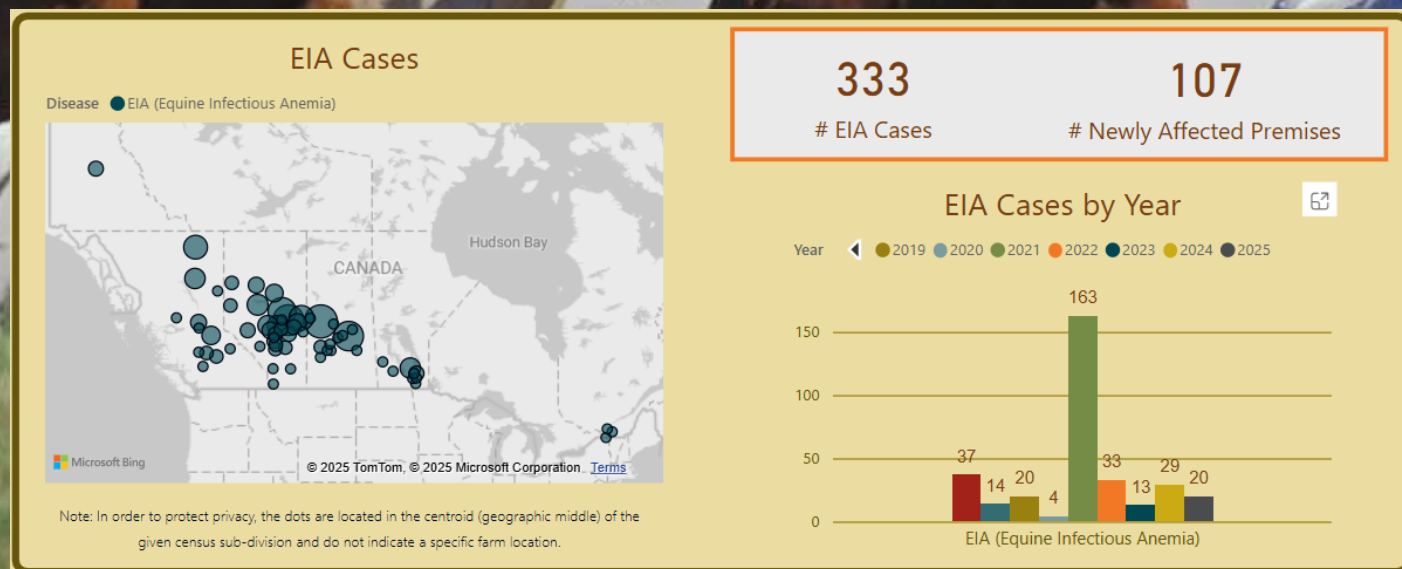 EIA Cases
Disease EIA (Equine Infectious Anemia)
Hudson Bay
CANADA
Microsoft Bing
© 2025 TomTom, © 2025 Microsoft Corporation Terms
Note: In order to protect privacy, the dots are located in the centroid (geographic middle) of the
given census sub-division and do not indicate a specific farm location.
333
# EIA Cases
107
# Newly Affected Premises
EIA Cases by Year
Year 2019 2020 2021 2022 2023 2024 2025
150
100
50
0
37
14
20
4
163
33
13
29
20
EIA (Equine Infectious Anemia)